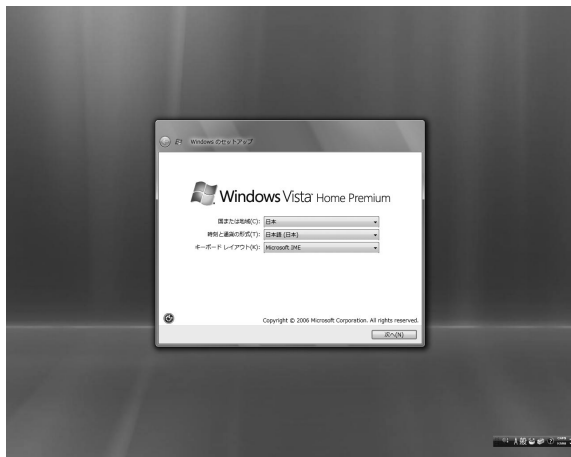 Windows のセットアップ
Windows Vista™ Home Premium
国または地域(C): 日本
時刻と通貨の形式(T): 日本語 (日本)
キーボード レイアウト(K): Microsoft IME
Copyright © 2006 Microsoft Corporation. All rights reserved.
次へ(N)
A 般